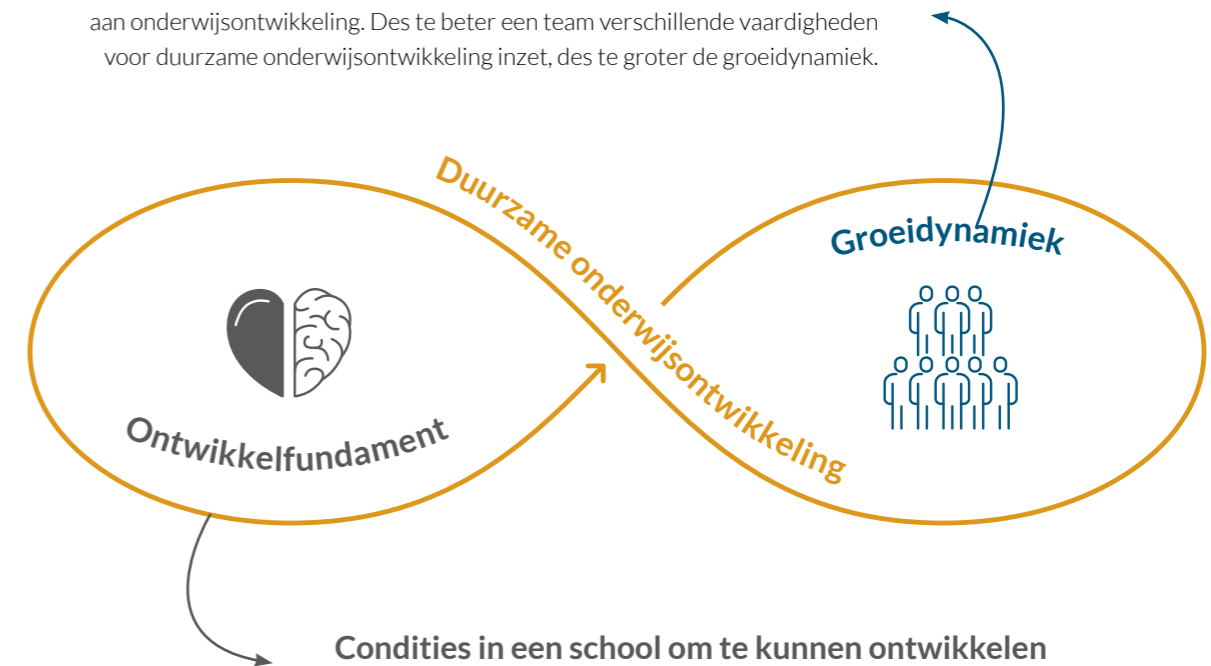 aan onderwijsontwikkeling. Des te beter een team verschillende vaardigheden
voor duurzame onderwijsontwikkeling inzet, des te groter de groeidynamiek.
Duurzame onderwijsontwikkeling
Groeidynamiek
Ontwikkelfundament
Condities in een school om te kunnen ontwikkelen